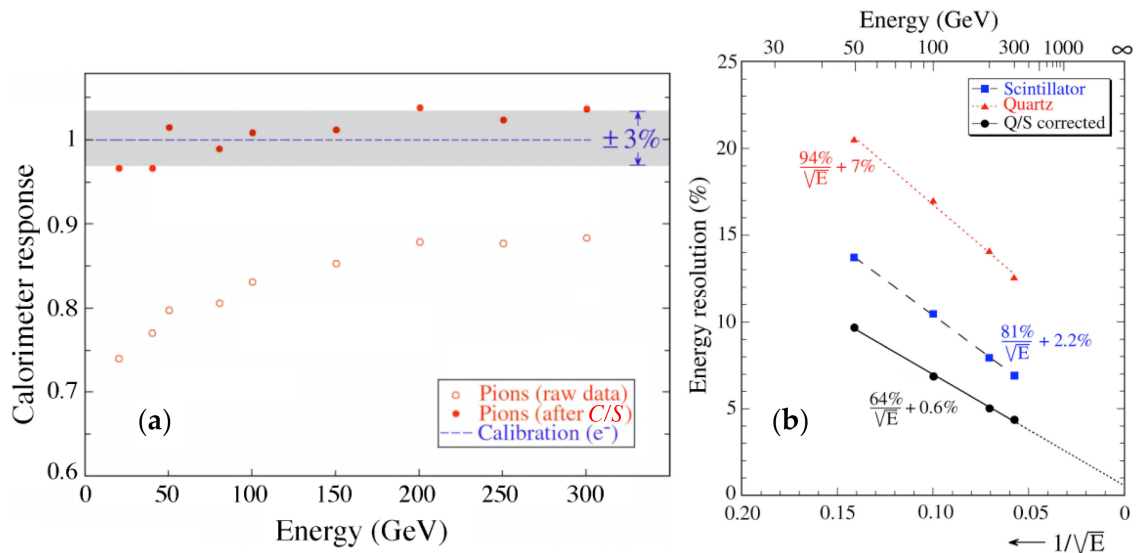 Calorimeter response
1
0.9
0.8
0.7
0.6
0 50 100 150 200 250 300
Energy (GeV)
± 3%
(a)
Pions (raw data)
Pions (after C/S)
Calibration (e⁻)
Energy (GeV)
30 50 100 200 300 1000 ∞
Energy resolution (%)
25
20
15
10
5
0
Scintillator
Quartz
Q/S corrected
94%/√E + 7%
81%/√E + 2.2%
64%/√E + 0.6%
(b)
0.20 0.15 0.10 0.05 0
← 1/√E